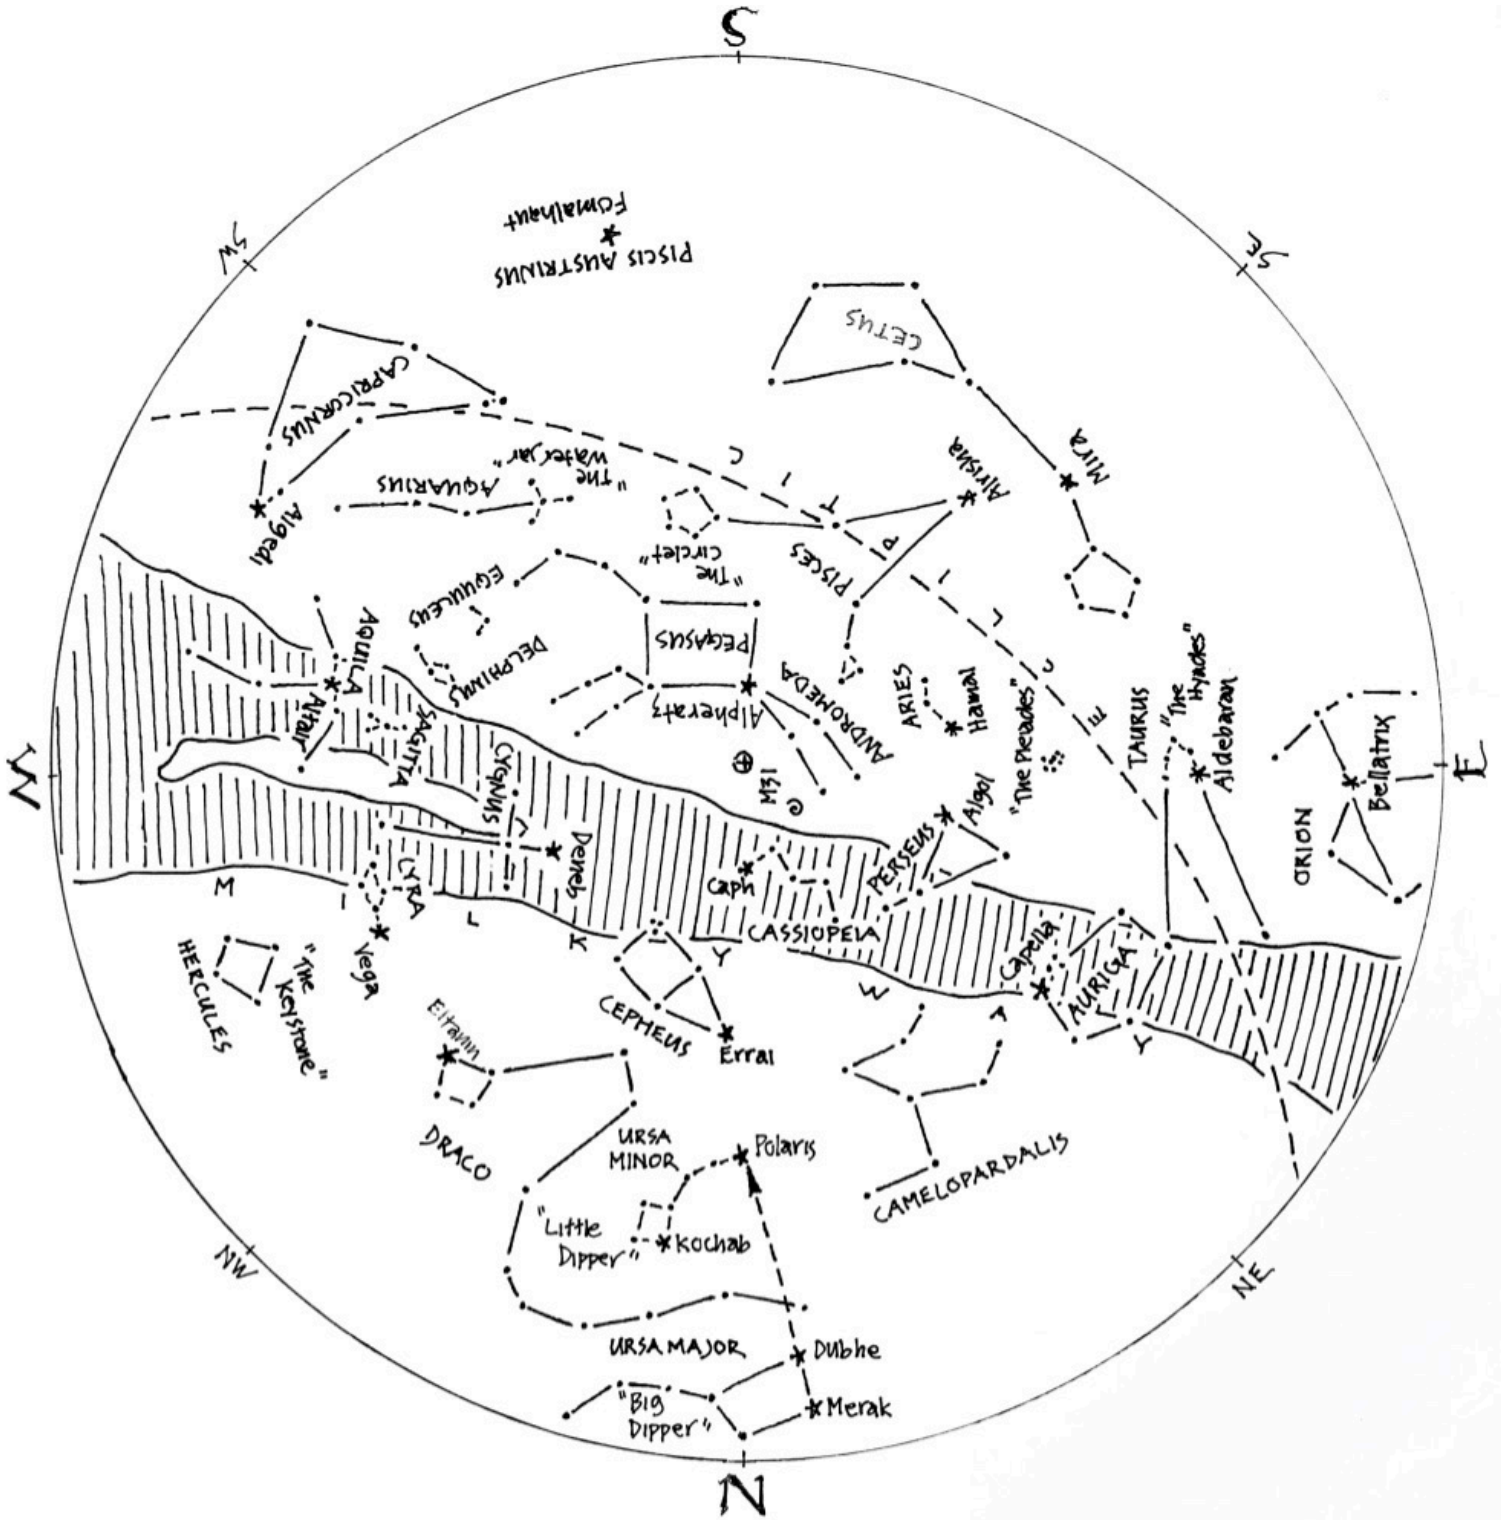 S
SW
SE
Fomalhaut
PISCIS AUSTRINUS
CETUS
CAPRICORNUS
Mira
Alrisha
"The
Water Jar"
AQUARIUS
ECLIPTIC
Algedi
"The
Circlet"
PISCES
EQUULEUS
PEGASUS
AQUILA
DELPHINUS
Altair
SAGITTA
Alpheratz
ANDROMEDA
ARIES
Hamal
"The Pleiades"
TAURUS
"The
Hyades"
Aldebaran
W
E
Bellatrix
ORION
CYGNUS
M31
Algol
PERSEUS
Deneb
Caph
CASSIOPEIA
LYRA
Vega
MILKY WAY
Capella
AURIGA
HERCULES
"The
Keystone"
CEPHEUS
Errai
Eltanin
DRACO
URSA
MINOR
Polaris
CAMELOPARDALIS
"Little
Dipper"
Kochab
NW
NE
URSA MAJOR
Dubhe
"Big
Dipper"
Merak
N